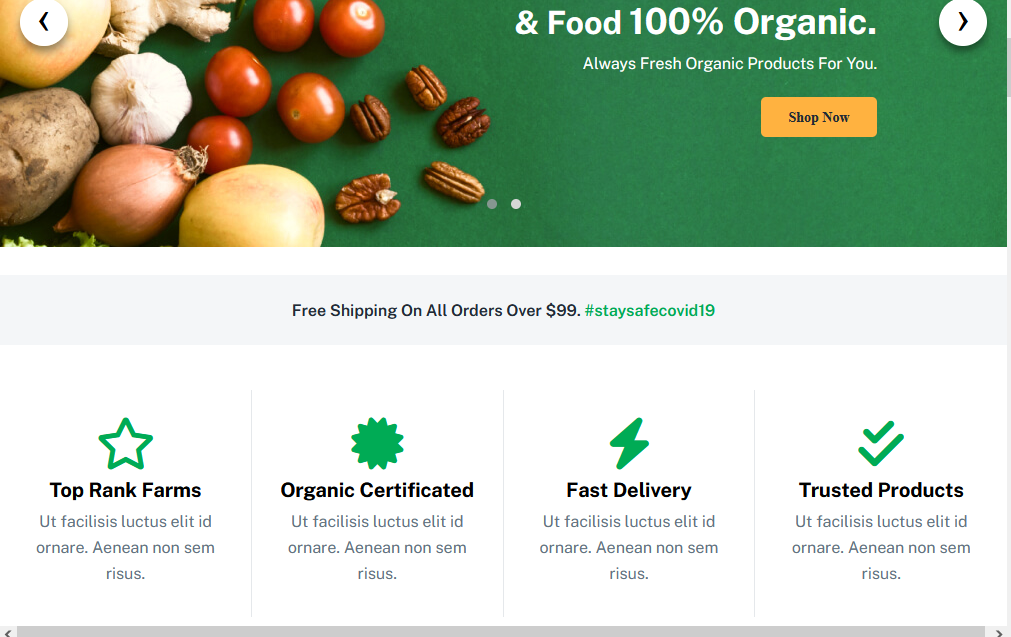 & Food 100% Organic.
Always Fresh Organic Products For You.
Shop Now
Free Shipping On All Orders Over $99. #staysafecovid19
Top Rank Farms
Ut facilisis luctus elit id
ornare. Aenean non sem
risus.
Organic Certificated
Ut facilisis luctus elit id
ornare. Aenean non sem
risus.
Fast Delivery
Ut facilisis luctus elit id
ornare. Aenean non sem
risus.
Trusted Products
Ut facilisis luctus elit id
ornare. Aenean non sem
risus.